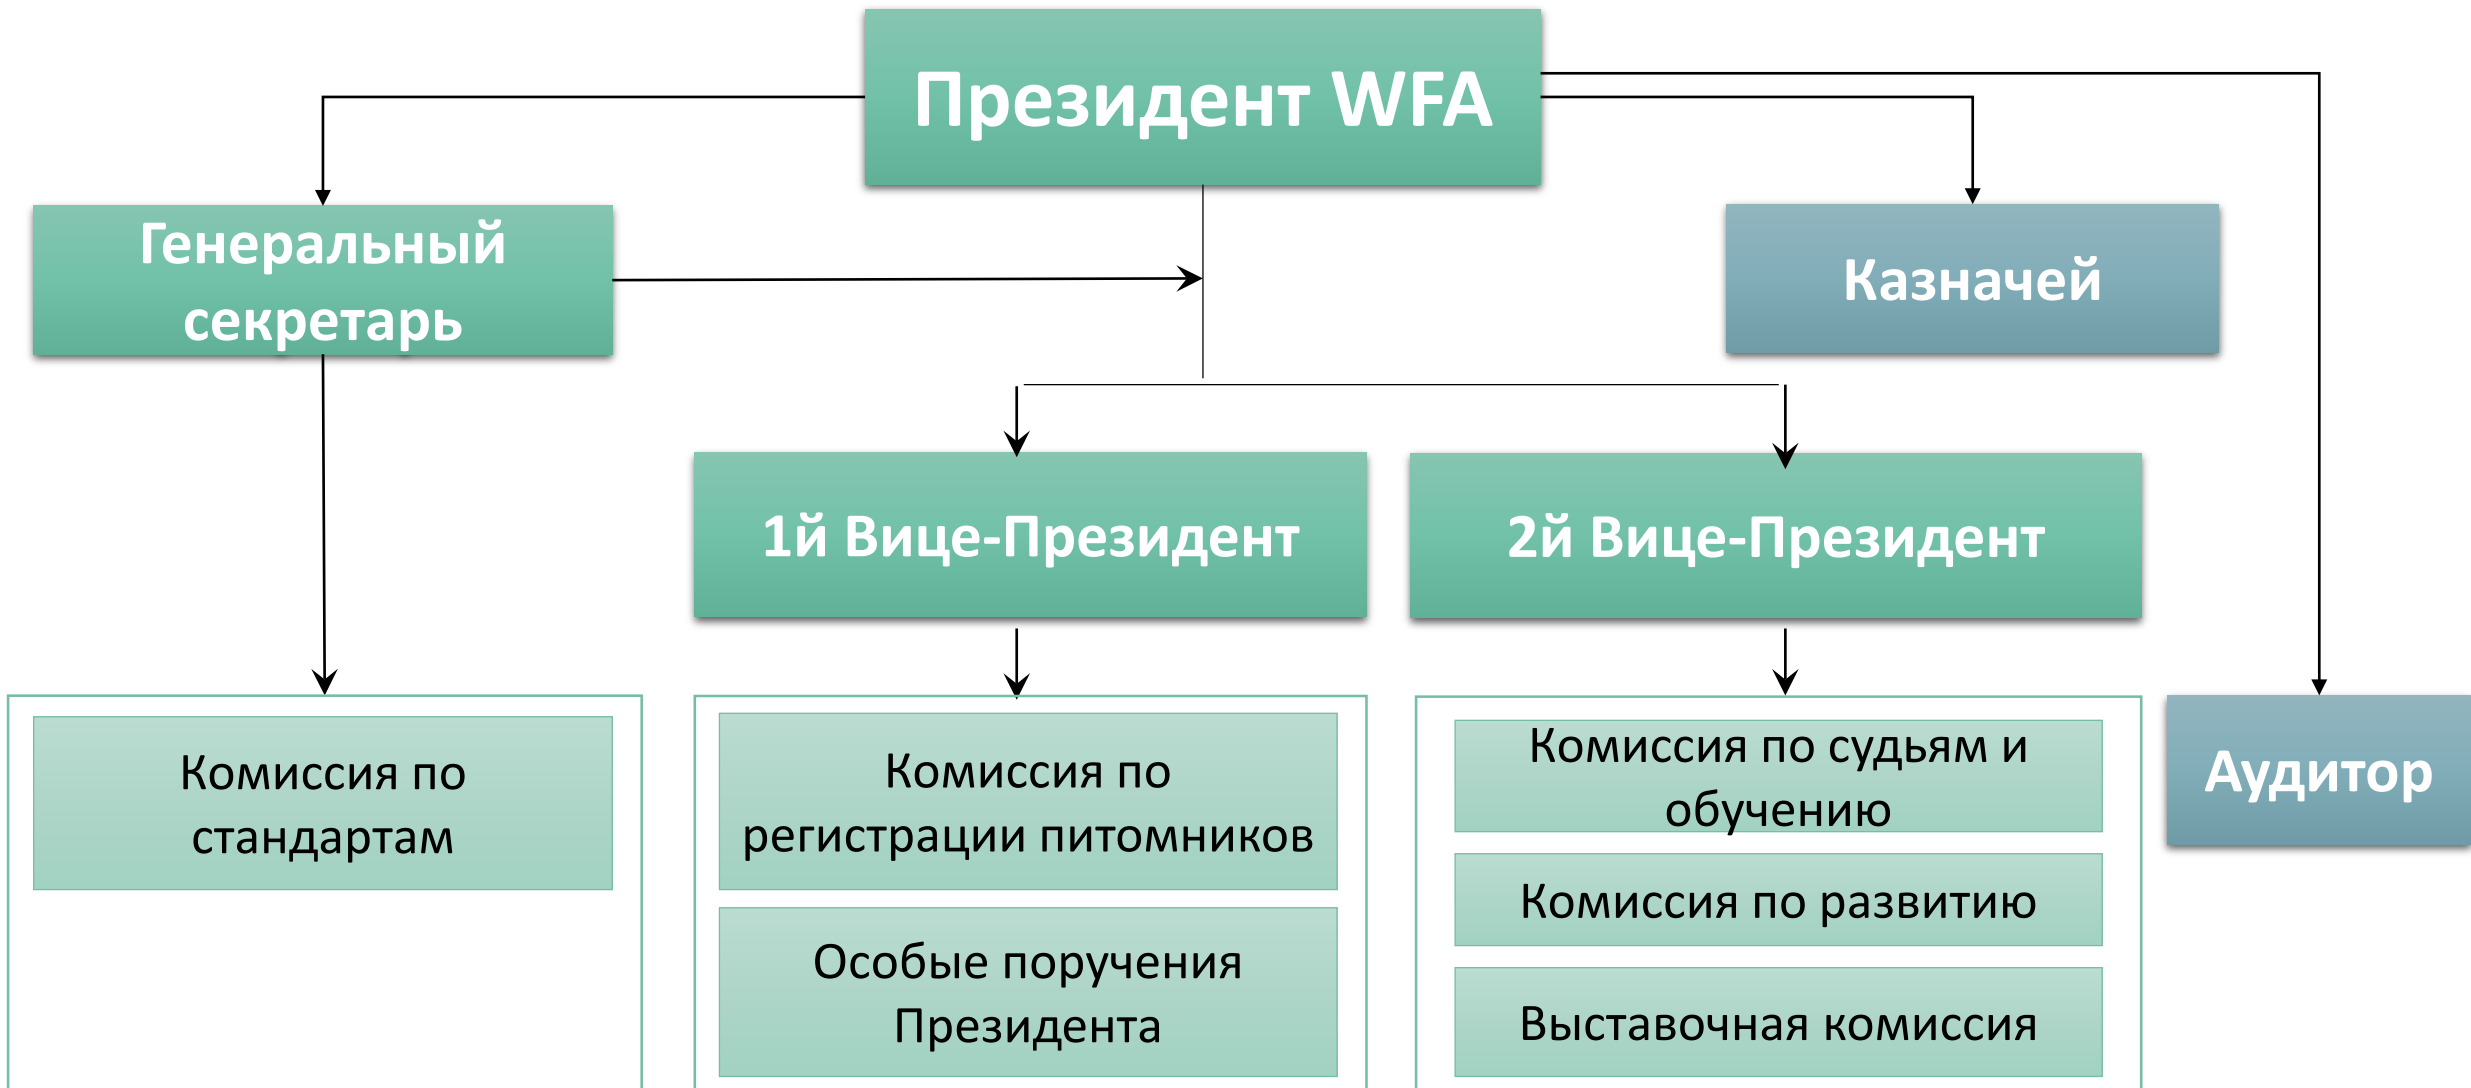 Президент WFA
Генеральный
секретарь
Казначей
1й Вице-Президент
2й Вице-Президент
Комиссия по
стандартам
Комиссия по
регистрации питомников
Особые поручения
Президента
Комиссия по судьям и
обучению
Комиссия по развитию
Выставочная комиссия
Аудитор